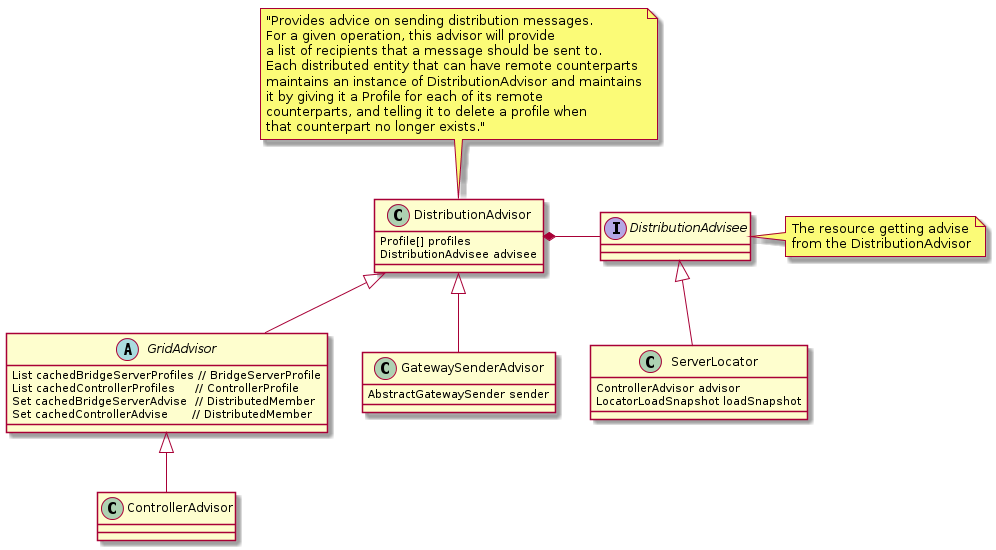 "Provides advice on sending distribution messages.
For a given operation, this advisor will provide
a list of recipients that a message should be sent to.
Each distributed entity that can have remote counterparts
maintains an instance of DistributionAdvisor and maintains
it by giving it a Profile for each of its remote
counterparts, and telling it to delete a profile when
that counterpart no longer exists."
C DistributionAdvisor
Profile[] profiles
DistributionAdvisee advisee
I DistributionAdvisee
The resource getting advise
from the DistributionAdvisor
A GridAdvisor
List cachedBridgeServerProfiles // BridgeServerProfile
List cachedControllerProfiles // ControllerProfile
Set cachedBridgeServerAdvise // DistributedMember
Set cachedControllerAdvise // DistributedMember
C GatewaySenderAdvisor
AbstractGatewaySender sender
C ServerLocator
ControllerAdvisor advisor
LocatorLoadSnapshot loadSnapshot
C ControllerAdvisor